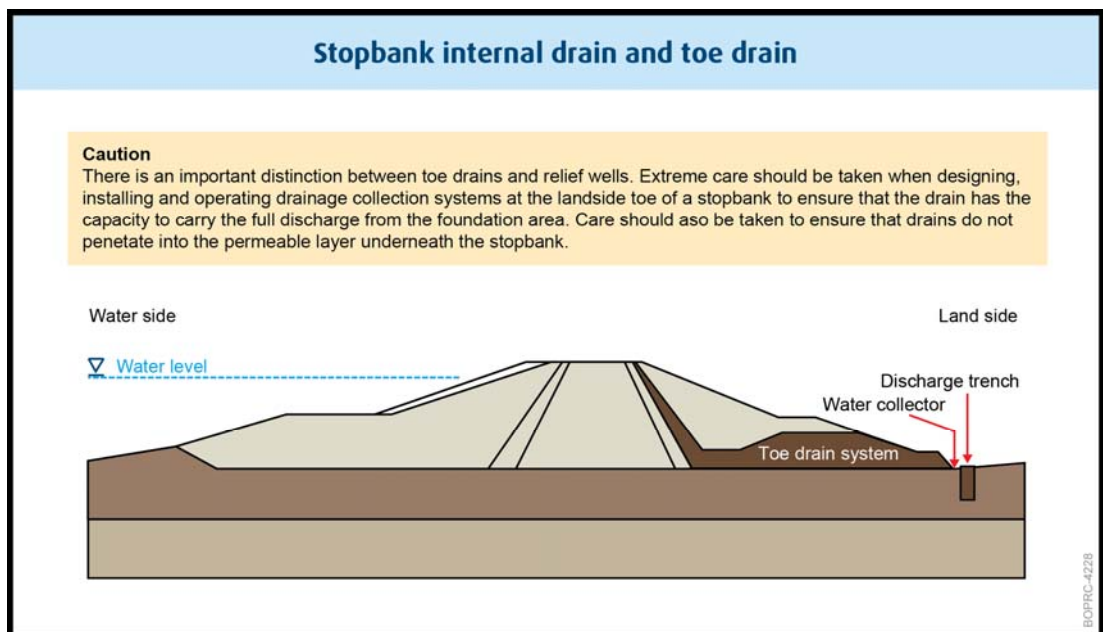 Stopbank internal drain and toe drain
Caution
There is an important distinction between toe drains and relief wells. Extreme care should be taken when designing,
installing and operating drainage collection systems at the landside toe of a stopbank to ensure that the drain has the
capacity to carry the full discharge from the foundation area. Care should aso be taken to ensure that drains do not
penetate into the permeable layer underneath the stopbank.
Water side
Land side
Water level
Discharge trench
Water collector
Toe drain system
BOPRC-4228